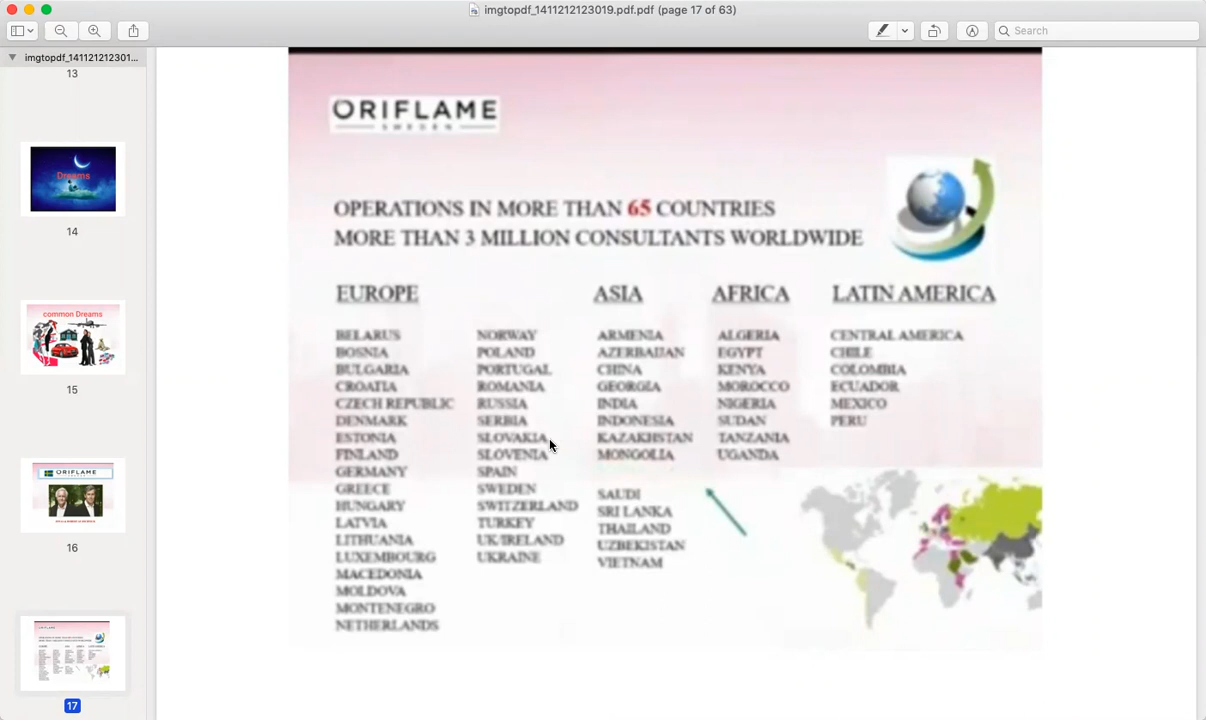 imgtopdf_1411212123019.pdf.pdf (page 17 of 63)
Search
imgtopdf_141121212301...
13
Dreams
14
common Dreams
15
ORIFLAME
16
17
ORIFLAME
SWEDEN
OPERATIONS IN MORE THAN 65 COUNTRIES
MORE THAN 3 MILLION CONSULTANTS WORLDWIDE
EUROPE
BELARUS
BOSNIA
BULGARIA
CROATIA
CZECH REPUBLIC
DENMARK
ESTONIA
FINLAND
GERMANY
GREECE
HUNGARY
LATVIA
LITHUANIA
LUXEMBOURG
MACEDONIA
MOLDOVA
MONTENEGRO
NETHERLANDS
NORWAY
POLAND
PORTUGAL
ROMANIA
RUSSIA
SERBIA
SLOVAKIA
SLOVENIA
SPAIN
SWEDEN
SWITZERLAND
TURKEY
UK/IRELAND
UKRAINE
ASIA
ARMENIA
AZERBAIJAN
CHINA
GEORGIA
INDIA
INDONESIA
KAZAKHSTAN
MONGOLIA
SAUDI
SRI LANKA
THAILAND
UZBEKISTAN
VIETNAM
AFRICA
ALGERIA
EGYPT
KENYA
MOROCCO
NIGERIA
SUDAN
TANZANIA
UGANDA
LATIN AMERICA
CENTRAL AMERICA
CHILE
COLOMBIA
ECUADOR
MEXICO
PERU